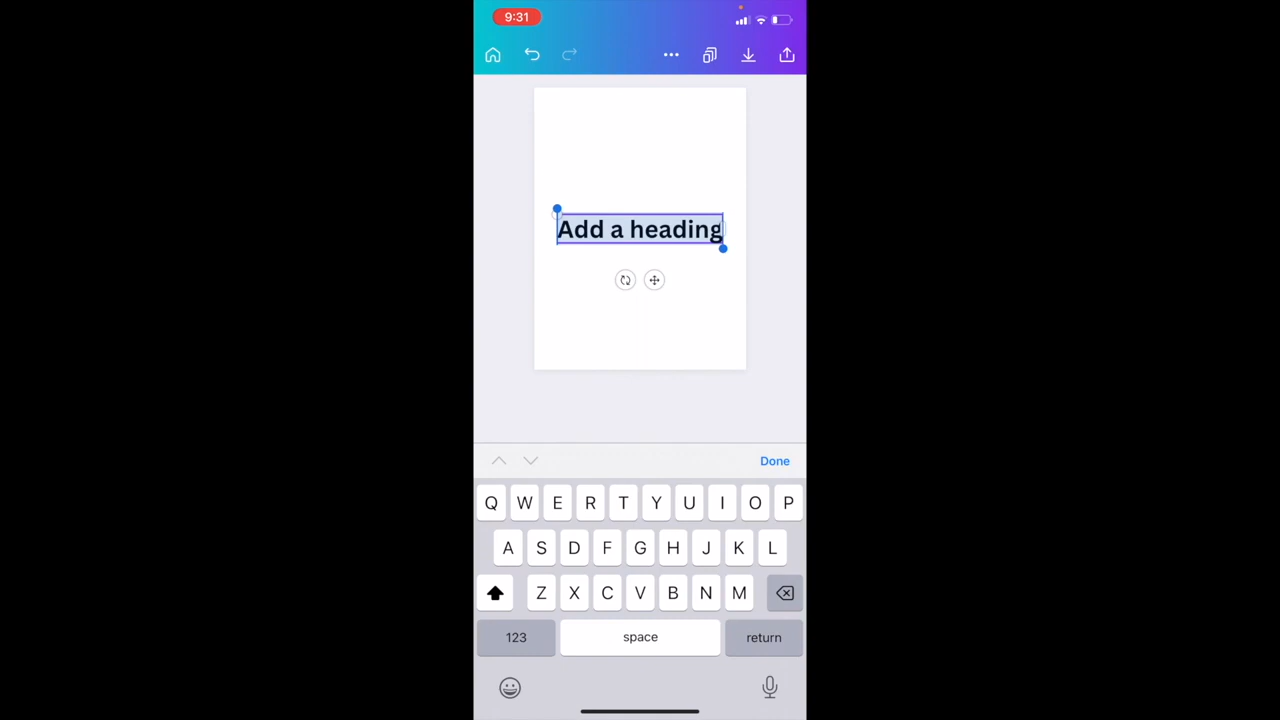 9:31
Add a heading
Done
Q W E R T Y U I O P
A S D F G H J K L
Z X C V B N M
123 space return